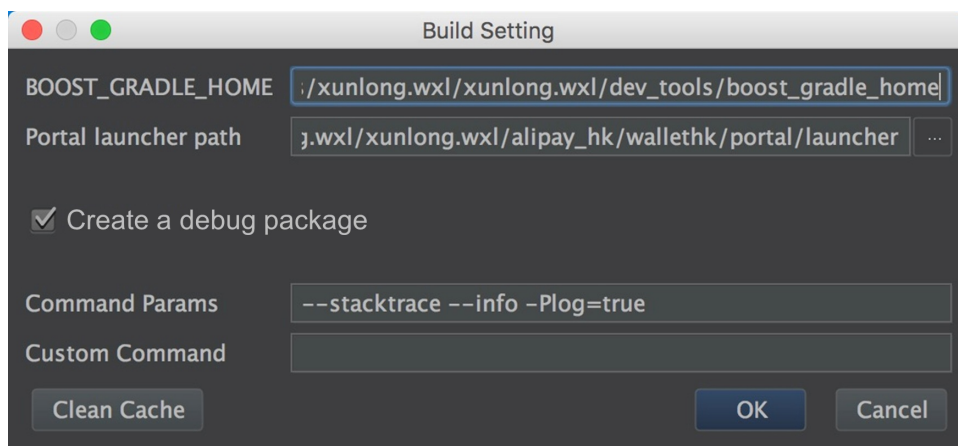 Build Setting
BOOST_GRADLE_HOME /xunlong.wxl/xunlong.wxl/dev_tools/boost_gradle_home
Portal launcher path g.wxl/xunlong.wxl/alipay_hk/wallethk/portal/launcher ...
Create a debug package
Command Params --stacktrace --info -Plog=true
Custom Command
Clean Cache OK Cancel